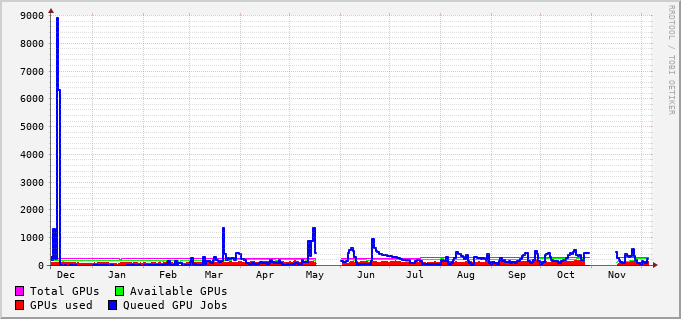 9000
8000
7000
6000
5000
4000
3000
2000
1000
0
Dec Jan Feb Mar Apr May Jun Jul Aug Sep Oct Nov
Total GPUs Available GPUs
GPUs used Queued GPU Jobs
RRDTOOL / TOBI OETIKER